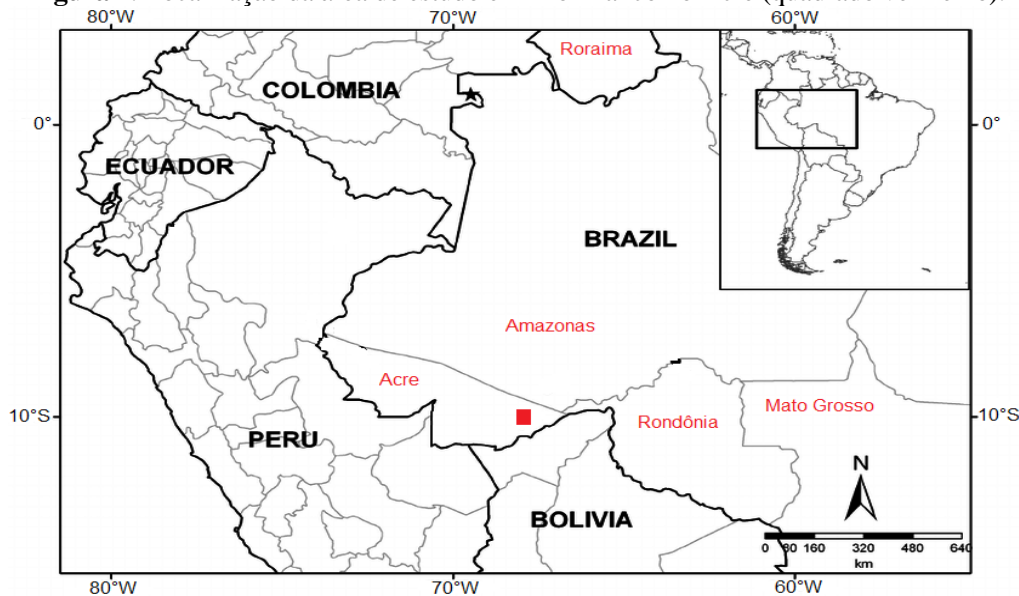 80°W 70°W 60°W
Roraima
COLOMBIA
0° 0°
ECUADOR
BRAZIL
Amazonas
Acre
Mato Grosso
10°S 10°S
Rondônia
PERU
N
BOLIVIA
0 80 160 320 480 640
km
80°W 70°W 60°W